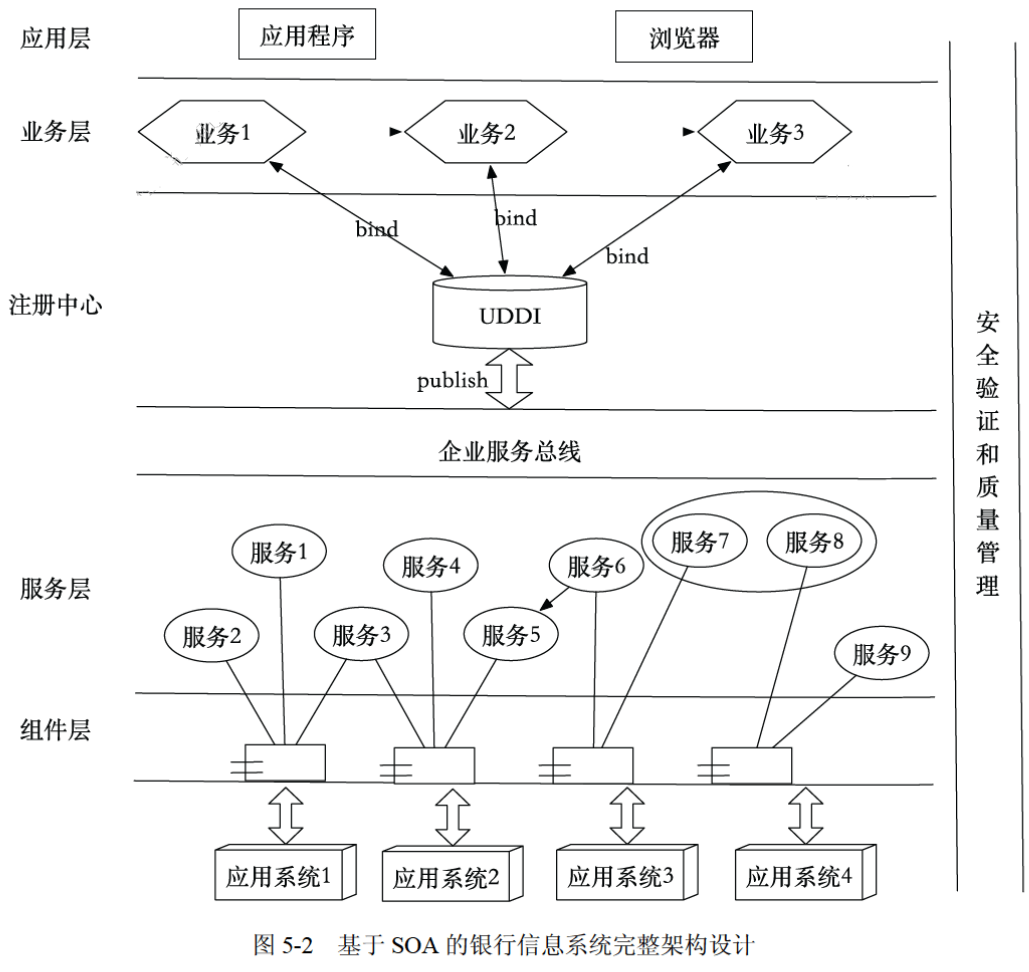 应用层
应用程序
浏览器
业务层
业务1
业务2
业务3
bind
bind
bind
注册中心
UDDI
publish
企业服务总线
服务层
服务1
服务2
服务3
服务4
服务5
服务6
服务7
服务8
服务9
组件层
应用系统1
应用系统2
应用系统3
应用系统4
安全验证和质量管理
图 5-2 基于 SOA 的银行信息系统完整架构设计